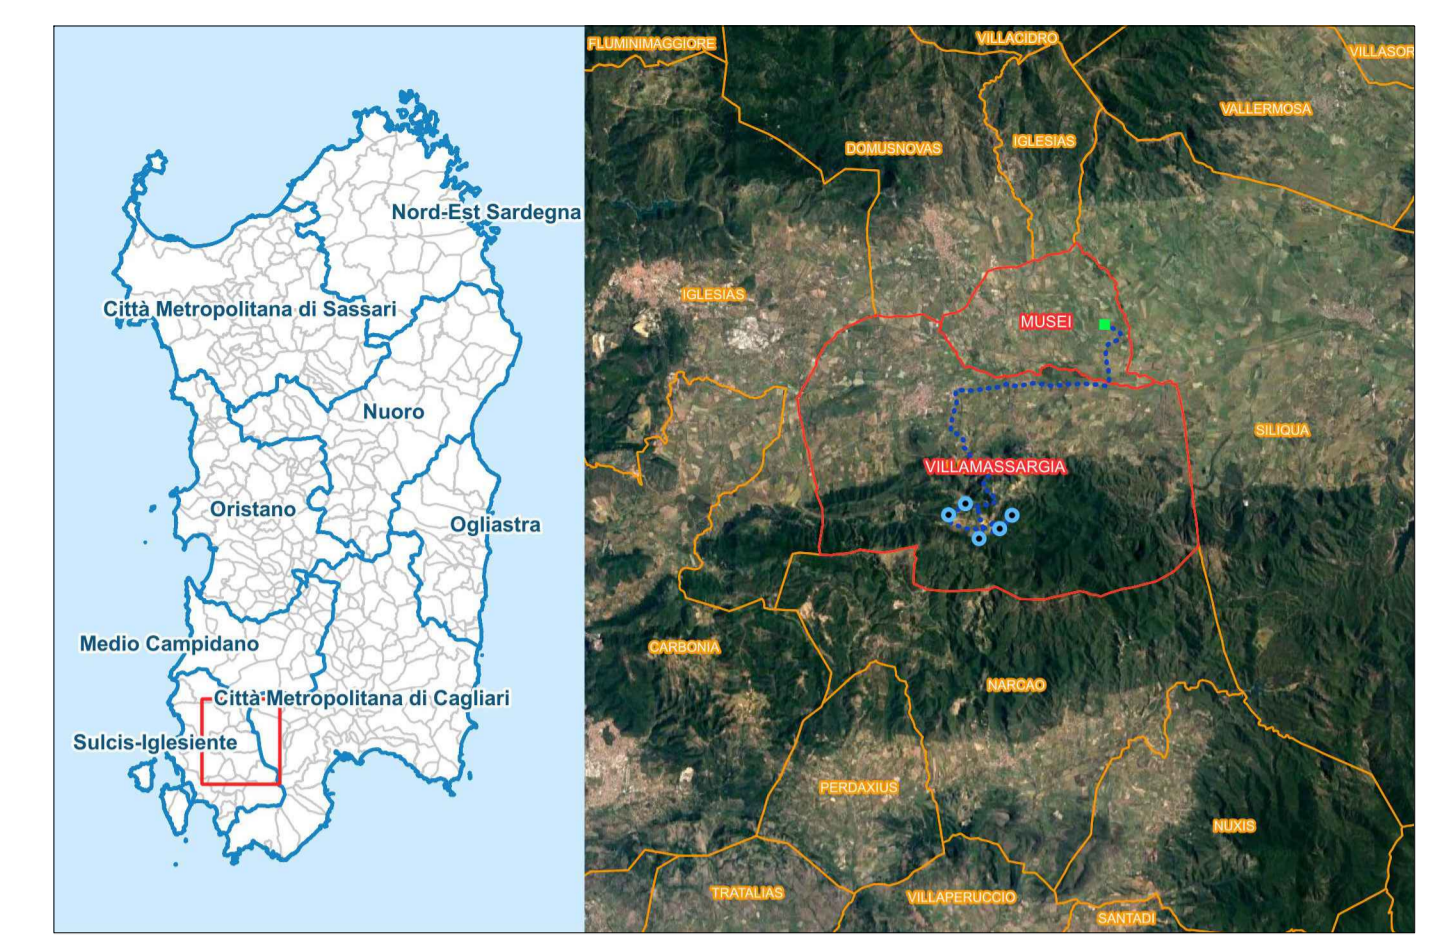 Nord-Est Sardegna
Città Metropolitana di Sassari
Nuoro
Oristano
Ogliastra
Medio Campidano
Città Metropolitana di Cagliari
Sulcis-Iglesiente
FLUMINIMAGGIORE
VILLACIDRO
VILLASOR
VALLERMOSA
DOMUSNOVAS
IGLESIAS
IGLESIAS
MUSEI
SILIQUA
VILLAMASSARGIA
CARBONIA
NARCAO
PERDAXIUS
NUXIS
TRATALIAS
VILLAPERUCCIO
SANTADI